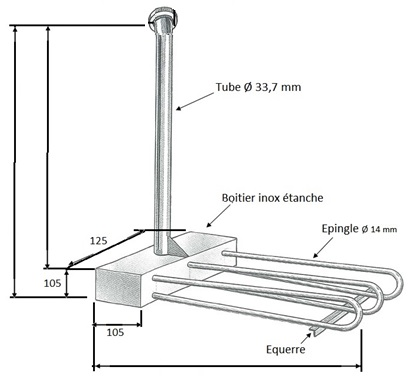 Tube Ø 33,7 mm
Boitier inox étanche
Epingle Ø 14 mm
125
105
105
Equerre